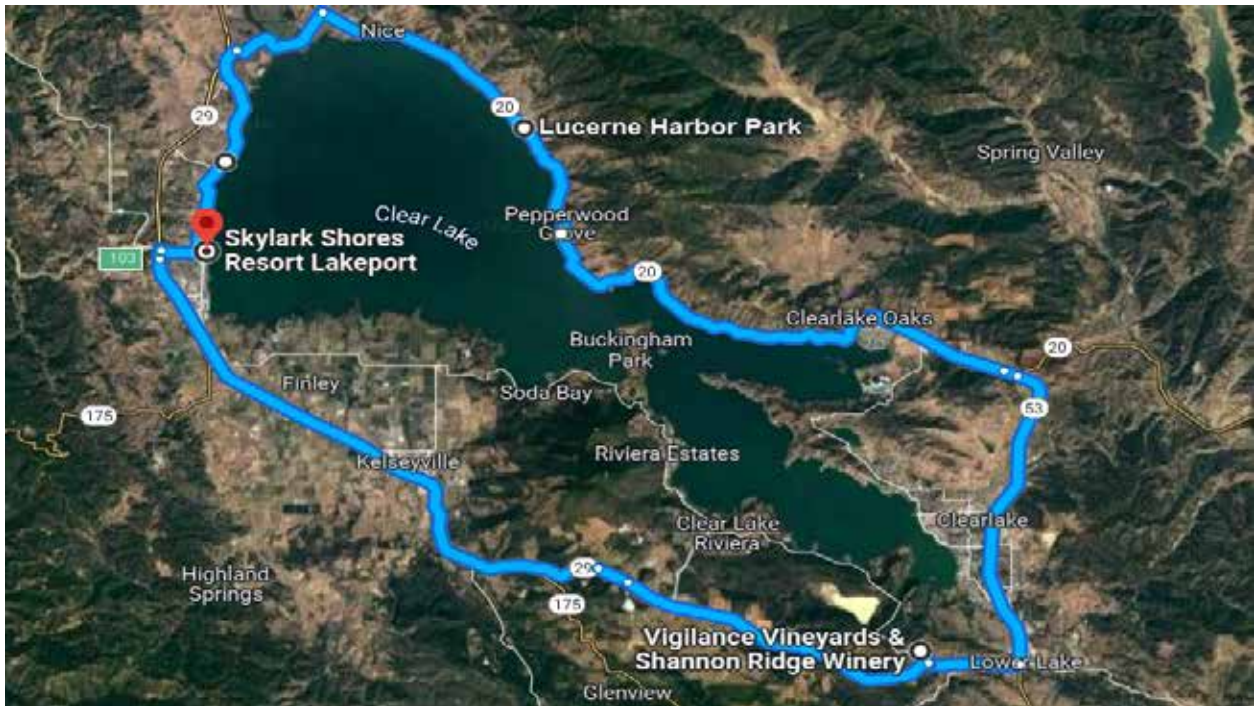 Nice
29
20
Lucerne Harbor Park
Spring Valley
Pepperwood
Grove
Clear Lake
Skylark Shores
Resort Lakeport
103
20
Clearlake Oaks
Buckingham
Park
20
Finley
Soda Bay
53
175
Kelseyville
Riviera Estates
Clearlake
Clear Lake
Riviera
Highland
Springs
29
175
Vigilance Vineyards &
Shannon Ridge Winery
Lower Lake
Glenview